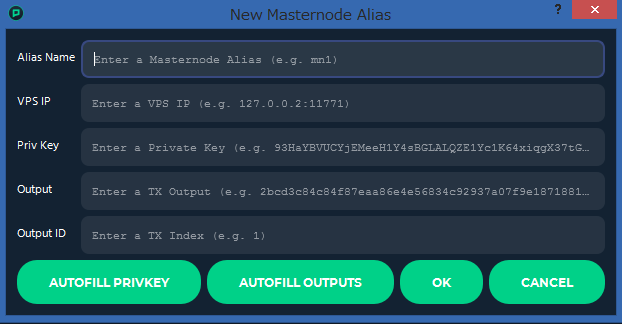 New Masternode Alias
?
Alias Name
Enter a Masternode Alias (e.g. mn1)
VPS IP
Enter a VPS IP (e.g. 127.0.0.2:11771)
Priv Key
Enter a Private Key (e.g. 93HaYBVUCYjEMeeH1Y4sBGLALQZE1Yc1K64xiqgX37tG…
Output
Enter a TX Output (e.g. 2bcd3c84c84f87eaa86e4e56834c92937a07f9e1871881…
Output ID
Enter a TX Index (e.g. 1)
AUTOFILL PRIVKEY AUTOFILL OUTPUTS OK CANCEL